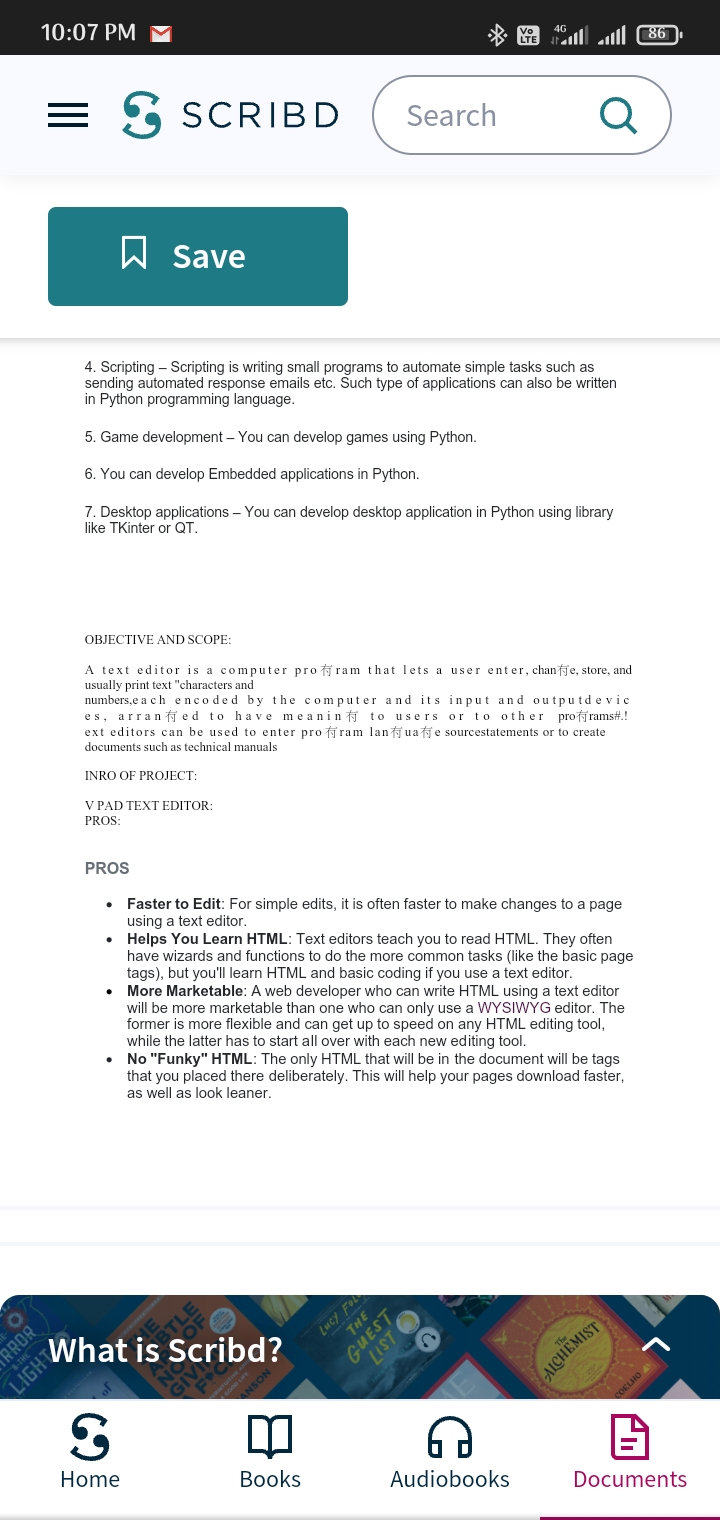 10:07 PM
Vo LTE 4G 86
SCRIBD
Search
Save
4. Scripting – Scripting is writing small programs to automate simple tasks such as
sending automated response emails etc. Such type of applications can also be written
in Python programming language.
5. Game development – You can develop games using Python.
6. You can develop Embedded applications in Python.
7. Desktop applications – You can develop desktop application in Python using library
like TKinter or QT.
OBJECTIVE AND SCOPE:
A text editor is a computer pro有ram that lets a user enter, chan有e, store, and
usually print text "characters and
numbers,each encoded by the computer and its input and outputdevic
es, arran有ed to have meanin有 to users or to other pro有rams#.!
ext editors can be used to enter pro有ram lan有ua有e sourcestatements or to create
documents such as technical manuals
INRO OF PROJECT:
V PAD TEXT EDITOR:
PROS:
PROS
• Faster to Edit: For simple edits, it is often faster to make changes to a page
using a text editor.
• Helps You Learn HTML: Text editors teach you to read HTML. They often
have wizards and functions to do the more common tasks (like the basic page
tags), but you'll learn HTML and basic coding if you use a text editor.
• More Marketable: A web developer who can write HTML using a text editor
will be more marketable than one who can only use a WYSIWYG editor. The
former is more flexible and can get up to speed on any HTML editing tool,
while the latter has to start all over with each new editing tool.
• No "Funky" HTML: The only HTML that will be in the document will be tags
that you placed there deliberately. This will help your pages download faster,
as well as look leaner.
What is Scribd?
LUCY FOLEY
THE GUEST LIST
THE ALCHEMIST
COELHO
Home
Books
Audiobooks
Documents